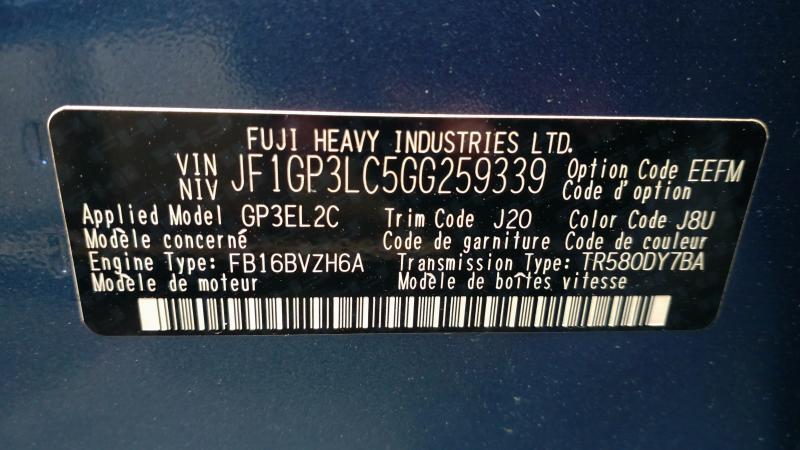 FUJI HEAVY INDUSTRIES LTD.
VIN NIV JF1GP3LC5GG259339 Option Code EEFM
Code d'option
Applied Model GP3EL2C Trim Code J20 Color Code J8U
Modèle concerné Code de garniture Code de couleur
Engine Type: FB16BVZH6A Transmission Type: TR580DY7BA
Modèle de moteur Modèle de boîtes vitesse